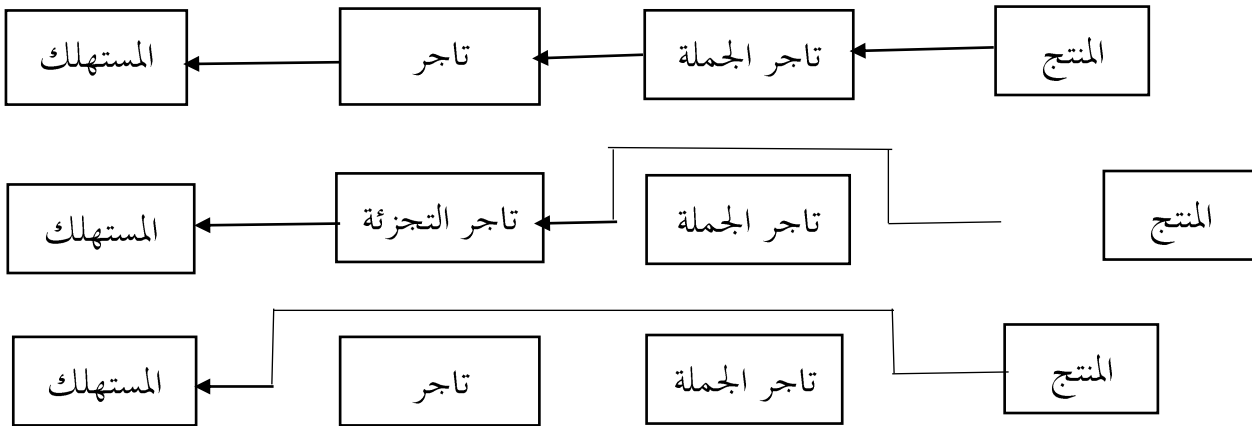 المنتج تاجر الجملة تاجر المستهلك
المنتج تاجر الجملة تاجر التجزئة المستهلك
المنتج تاجر الجملة تاجر المستهلك